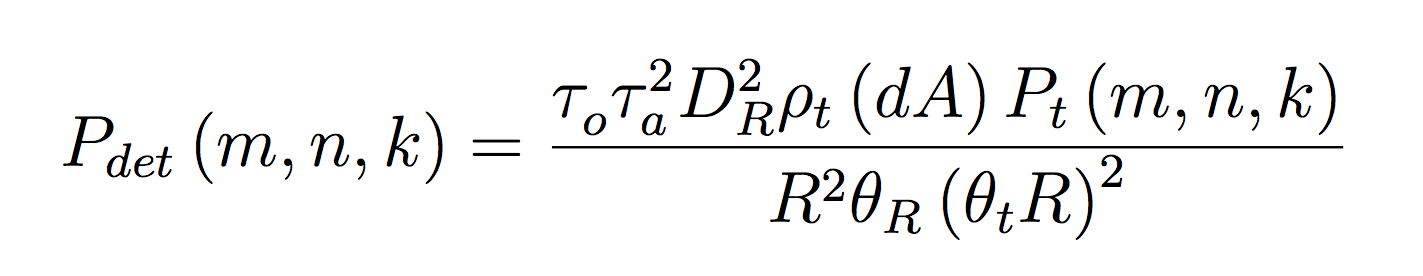 P_{det} (m, n, k) = \frac{\tau_o \tau_a^2 D_R^2 \rho_t (dA) P_t (m, n, k)}{R^2 \theta_R (\theta_t R)^2}